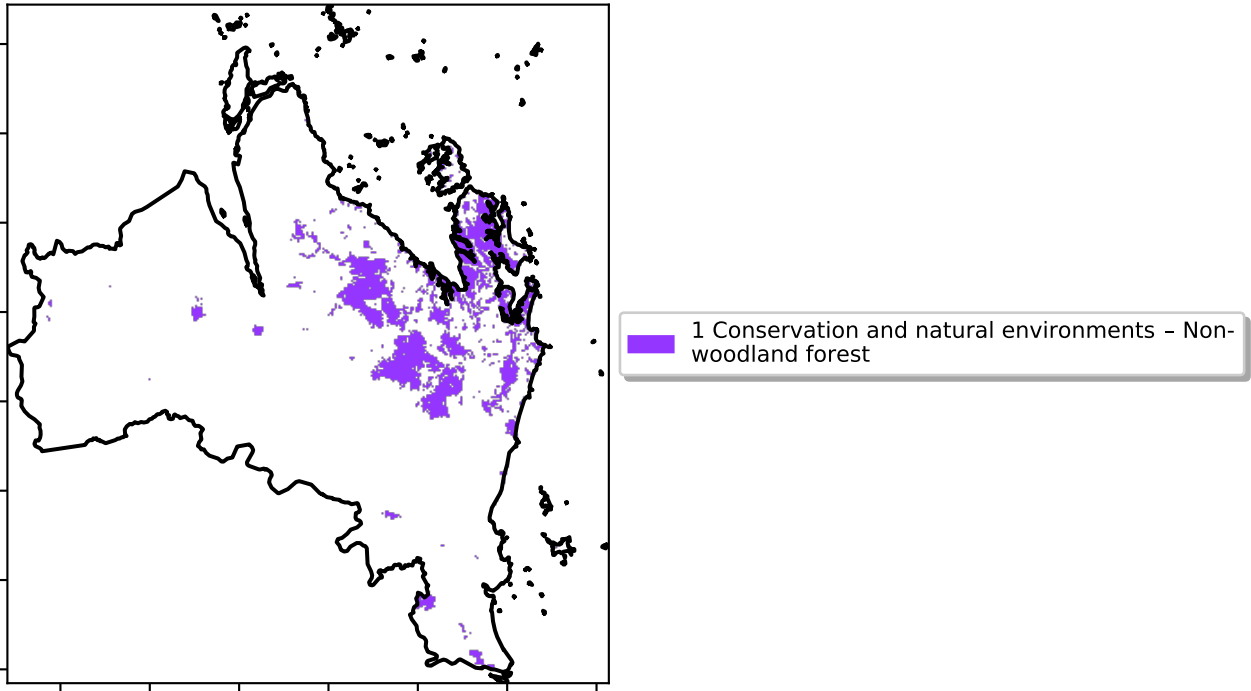 1 Conservation and natural environments – Non-
woodland forest